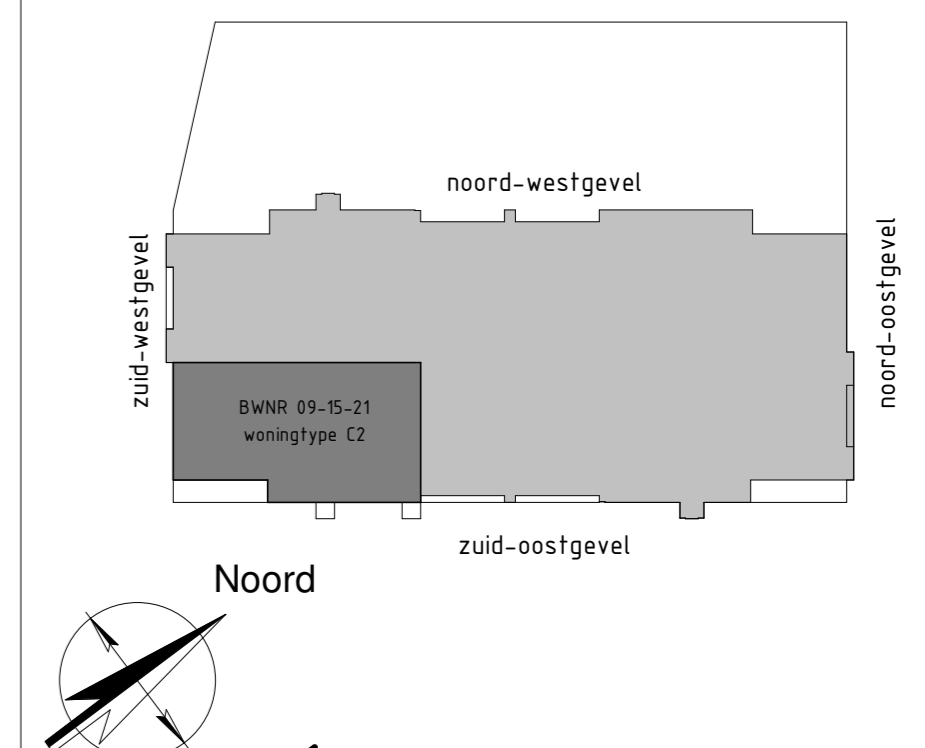 noord-westgevel
zuid-westgevel
noord-oostgevel
BWNR 09-15-21
woningtype C2
zuid-oostgevel
Noord